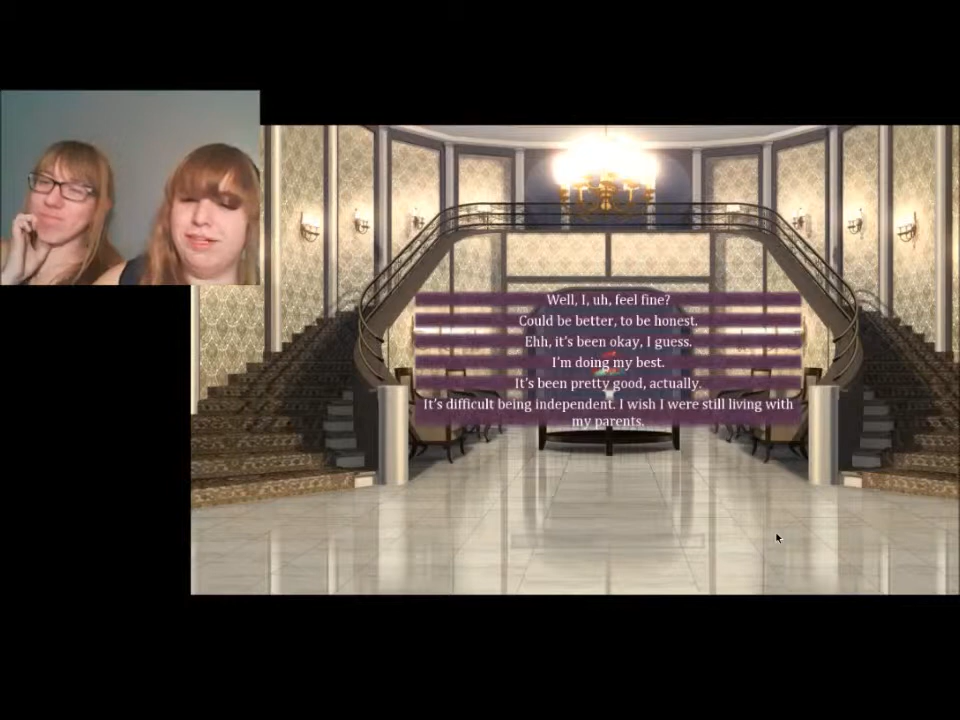 Well, I, uh, feel fine?
Could be better, to be honest.
Ehh, it's been okay, I guess.
I'm doing my best.
It's been pretty good, actually.
It's difficult being independent. I wish I were still living with
my parents.